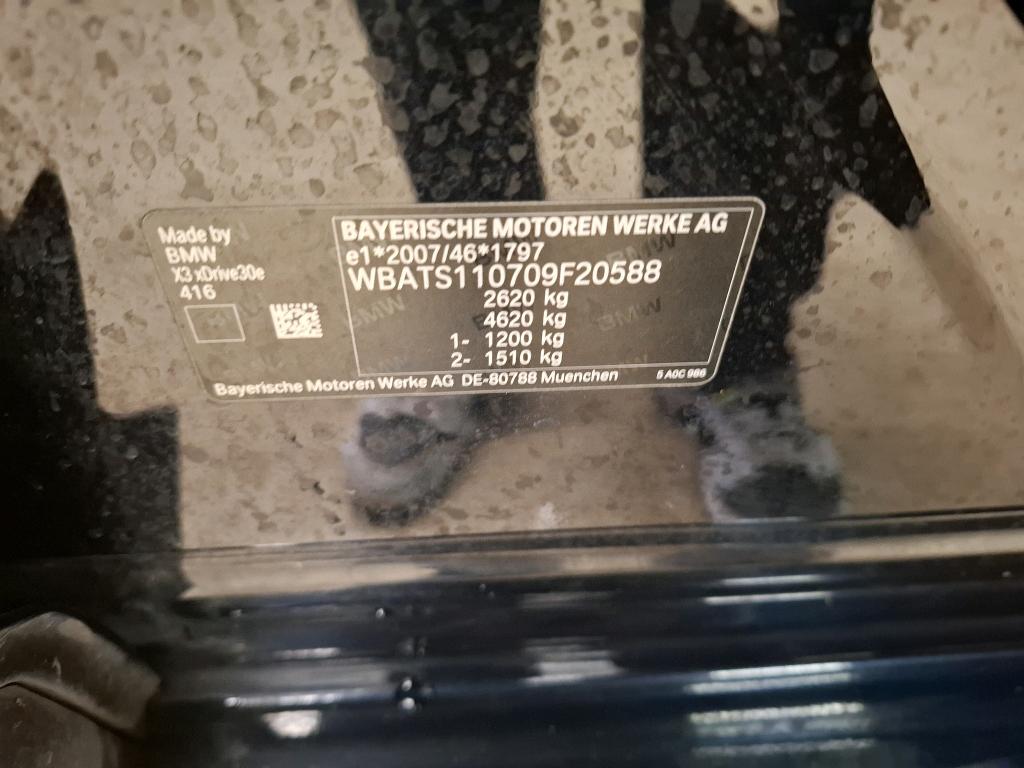 Made by
BMW
X3 xDrive30e
416
BAYERISCHE MOTOREN WERKE AG
e1*2007/46*1797
WBATS110709F20588
2620 kg
4620 kg
1- 1200 kg
2- 1510 kg
Bayerische Motoren Werke AG DE-80788 Muenchen
5 A0C 986